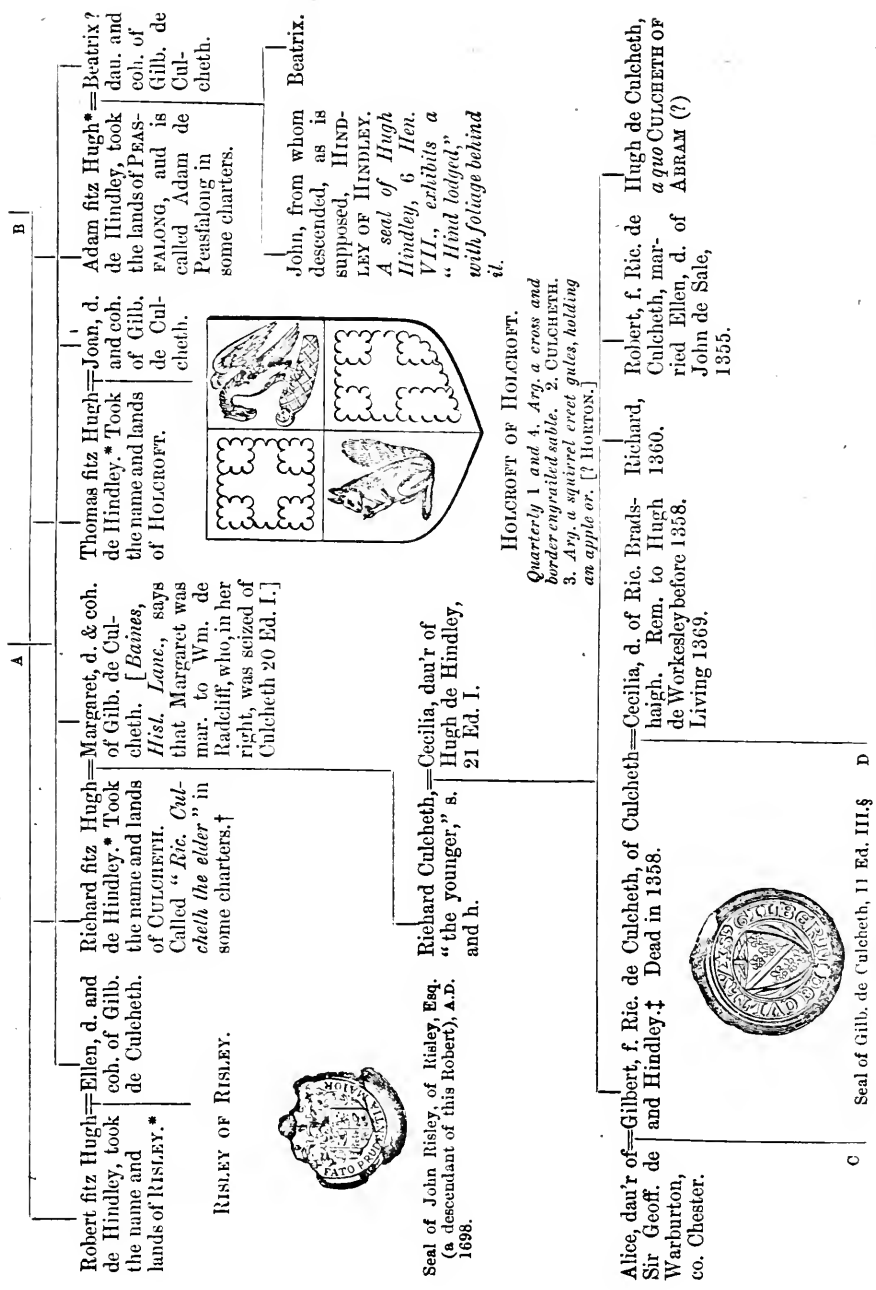 A
B
Robert fitz Hugh=Ellen, d. and
de Hindley, took coh. of Gilb.
the name and de Culcheth.
lands of RISLEY.*
RISLEY OF RISLEY.
FATO PRUDENTIA MAIOR
Seal of John Risley, of Risley, Esq.
(a descendant of this Robert), A.D.
1698.
Richard fitz Hugh=Margaret, d. & coh.
de Hindley.* Took of Gilb. de Cul-
the name and lands cheth. [Baines,
of CULCHETH. Hist. Lanc., says
Called "Ric. Cul- that Margaret was
cheth the elder" in mar. to Wm. de
some charters.† Radcliff, who, in her
right, was seized of
Culcheth 20 Ed. I.]
Thomas fitz Hugh=Joan, d.
de Hindley.* Took and coh.
the name and lands of Gilb.
of HOLCROFT. de Cul-
cheth.
Adam fitz Hugh*=Beatrix?
de Hindley, took dau. and
the lands of PEAS- coh. of
FALONG, and is Gilb. de
called Adam de Cul-
Peasfalong in cheth.
some charters.
John, from whom
descended, as is
supposed, HIND-
LEY OF HINDLEY.
A seal of Hugh
Hindley, 6 Hen.
VII., exhibits a
"Hind lodged,"
with foliage behind
it.
Beatrix.
HOLCROFT OF HOLCROFT.
Quarterly 1 and 4. Arg. a cross and
border engrailed sable. 2. CULCHETH.
3. Arg. a squirrel erect gules, holding
an apple or. [? HORTON.]
Richard Culcheth,=Cecilia, dau'r of
"the younger," s. Hugh de Hindley,
and h. 21 Ed. I.
Alice, dau'r of=Gilbert, f. Ric. de Culcheth, of Culcheth=Cecilia, d. of Ric. Brads-
Sir Geoff. de and Hindley.‡ Dead in 1358. haigh. Rem. to Hugh
Warburton, de Workesley before 1358.
co. Chester. Living 1369.
Richard,
1360.
Robert, f. Ric. de
Culcheth, mar-
ried Ellen, d. of
John de Sale,
1355.
Hugh de Culcheth,
a quo CULCHETH OF
ABRAM (?)
C
Seal of Gilb. de Culcheth, 11 Ed. III.§
D